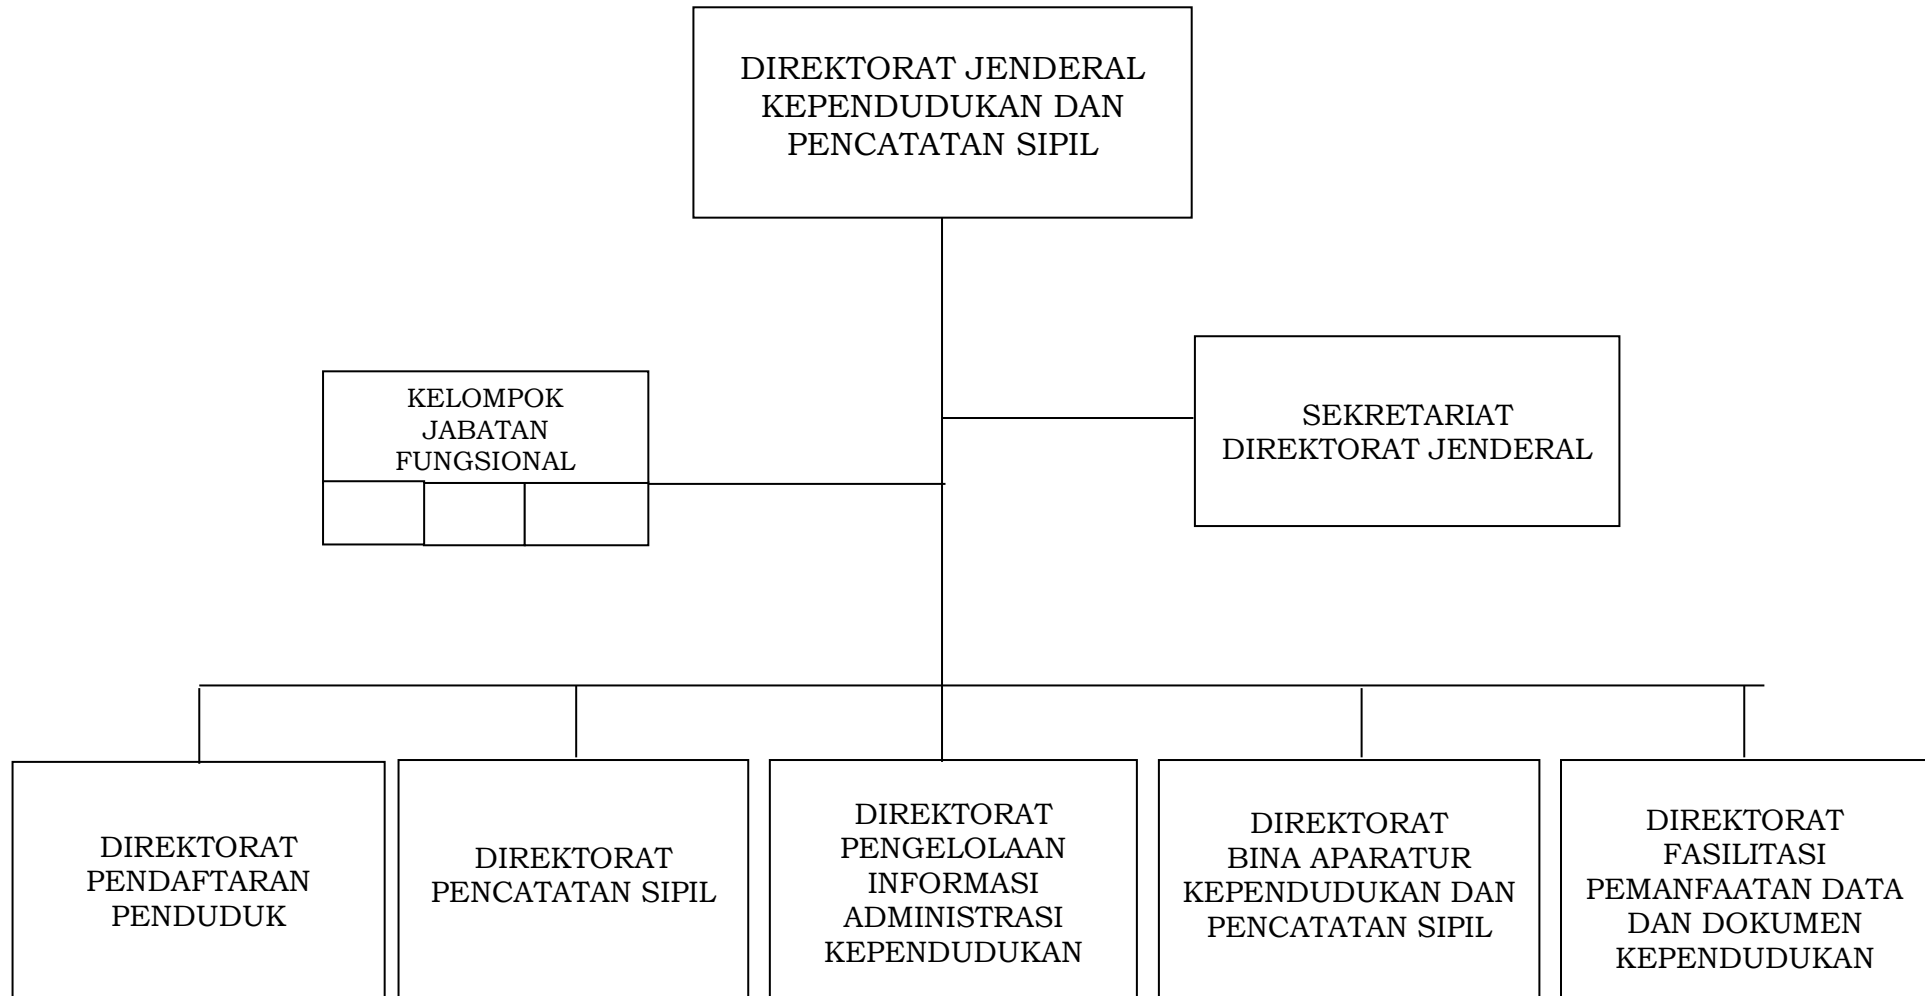 DIREKTORAT JENDERAL
KEPENDUDUKAN DAN
PENCATATAN SIPIL
KELOMPOK
JABATAN
FUNGSIONAL
SEKRETARIAT
DIREKTORAT JENDERAL
DIREKTORAT
PENDAFTARAN
PENDUDUK
DIREKTORAT
PENCATATAN SIPIL
DIREKTORAT
PENGELOLAAN
INFORMASI
ADMINISTRASI
KEPENDUDUKAN
DIREKTORAT
BINA APARATUR
KEPENDUDUKAN DAN
PENCATATAN SIPIL
DIREKTORAT
FASILITASI
PEMANFAATAN DATA
DAN DOKUMEN
KEPENDUDUKAN